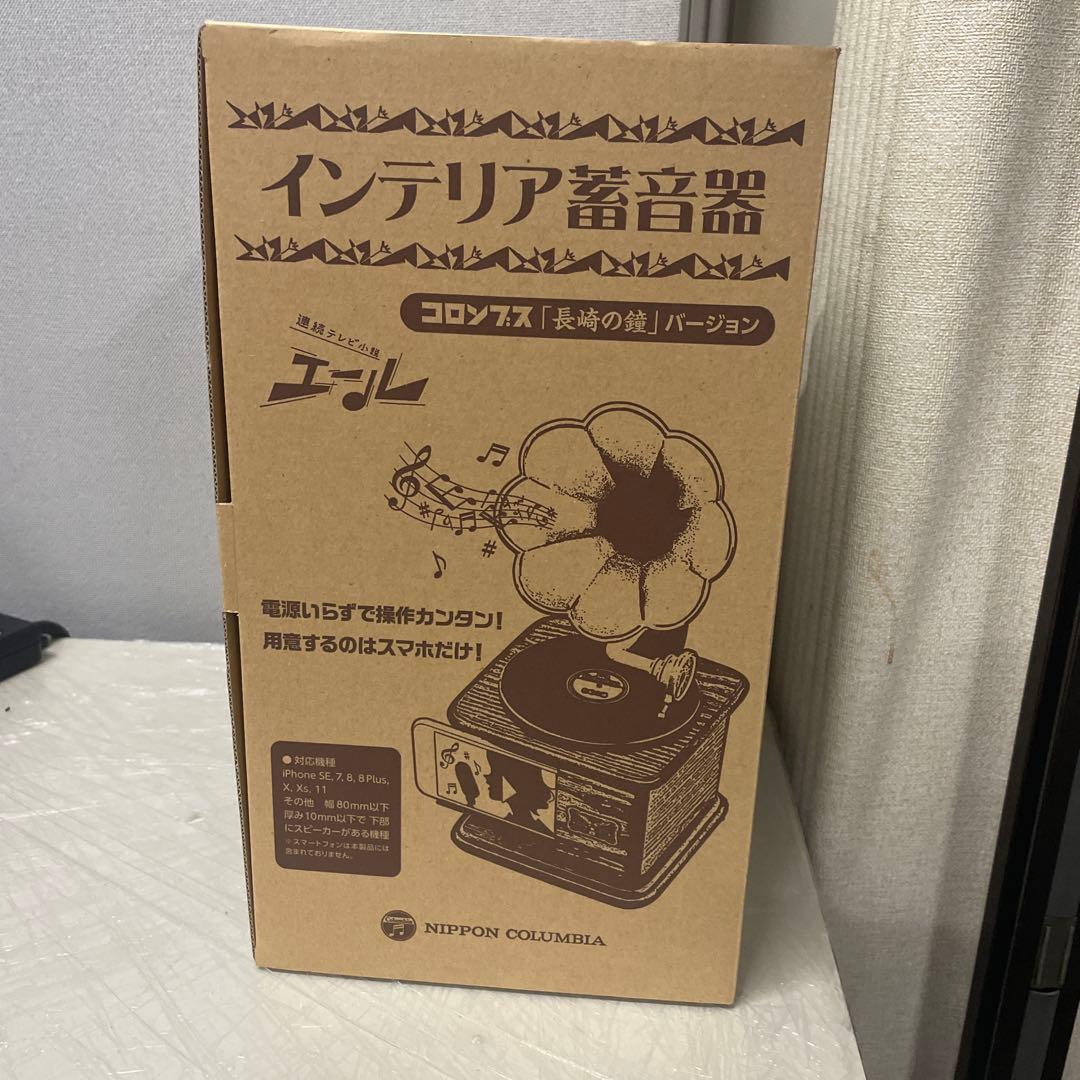 インテリア蓄音器
コロンブス「長崎の鐘」バージョン
連続テレビ小説
エール
電源いらずで操作カンタン!
用意するのはスマホだけ!
●対応機種
iPhone SE, 7, 8, 8 Plus,
X, Xs, 11
その他 幅80mm以下
厚み10mm以下で 下部
にスピーカーがある機種
※スマートフォンは本製品には
含まれておりません。
Columbia
NIPPON COLUMBIA